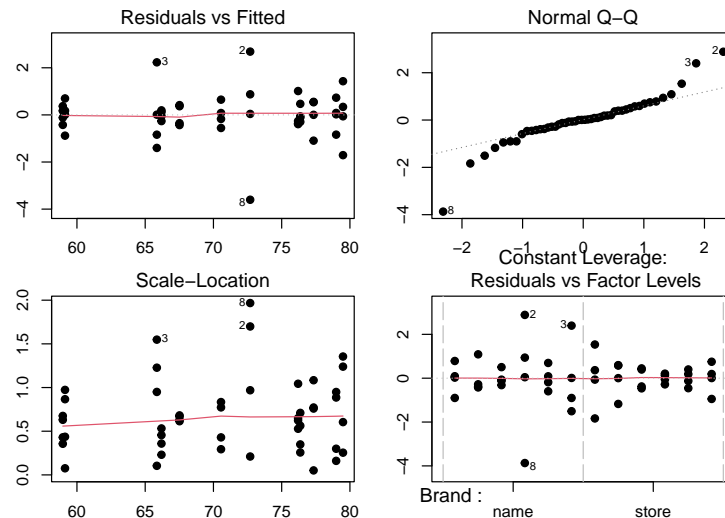 Residuals vs Fitted
2
0
-2
-4
3
2
8
60 65 70 75 80
Normal Q−Q
2
0
-2
-4
3
2
8
−2 −1 0 1 2
Scale−Location
2.0
1.5
1.0
0.5
0.0
3
8
2
60 65 70 75 80
Constant Leverage:
Residuals vs Factor Levels
2
0
-2
-4
2
3
8
Brand :
name store